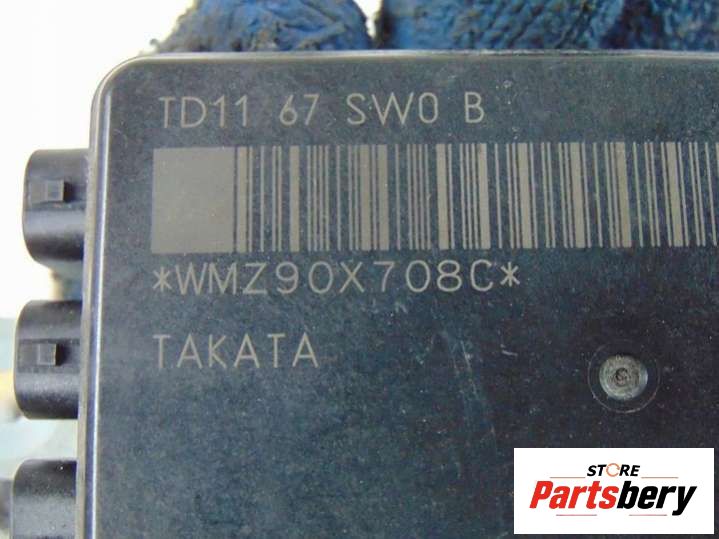 TD11 67 SW0 B
*WMZ90X708C*
TAKATA
STORE
Partsbery